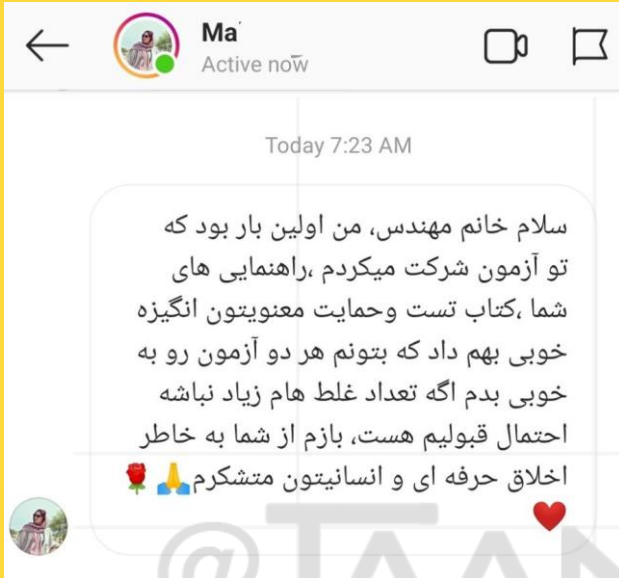 Ma
Active now
Today 7:23 AM
سلام خانم مهندس، من اولین بار بود که
تو آزمون شرکت میکردم ،راهنمایی های
شما ،کتاب تست وحمایت معنویتون انگیزه
خوبی بهم داد که بتونم هر دو آزمون رو به
خوبی بدم اگه تعداد غلط هام زیاد نباشه
احتمال قبولیم هست، بازم از شما به خاطر
اخلاق حرفه ای و انسانیتون متشکرم🙏🌹
❤️